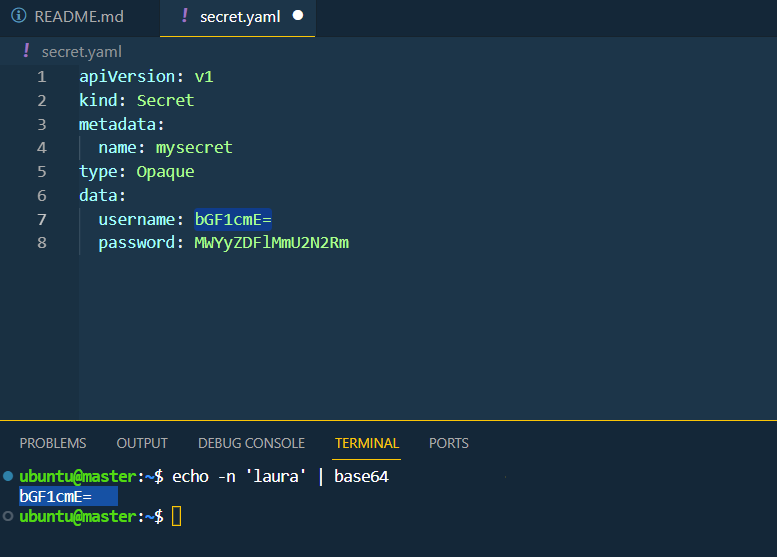 README.md
! secret.yaml
! secret.yaml
1 apiVersion: v1
2 kind: Secret
3 metadata:
4 name: mysecret
5 type: Opaque
6 data:
7 username: bGF1cmE=
8 password: MWYyZDFlMmU2N2Rm
PROBLEMS OUTPUT DEBUG CONSOLE TERMINAL PORTS
ubuntu@master:~$ echo -n 'laura' | base64
bGF1cmE=
ubuntu@master:~$